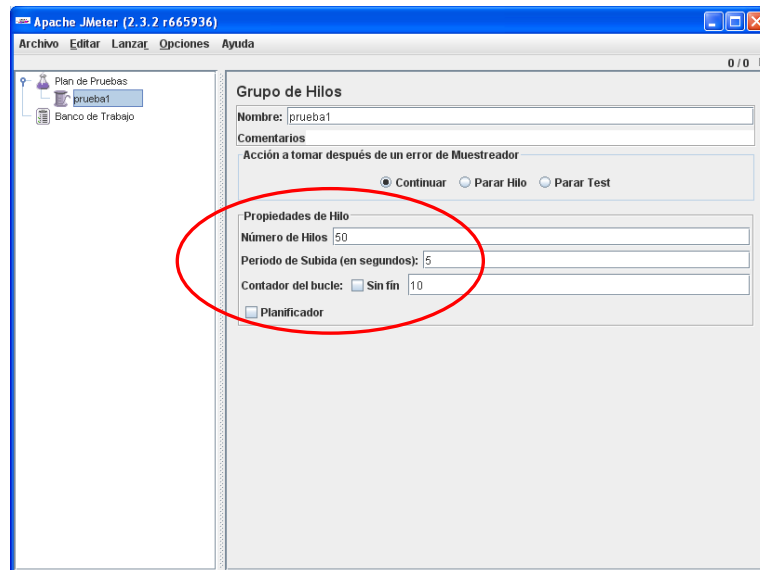 Apache JMeter (2.3.2 r665936)
Archivo Editar Lanzar Opciones Ayuda
0 / 0
Plan de Pruebas
prueba1
Banco de Trabajo
Grupo de Hilos
Nombre: prueba1
Comentarios
Acción a tomar después de un error de Muestreador
Continuar Parar Hilo Parar Test
Propiedades de Hilo
Número de Hilos 50
Periodo de Subida (en segundos): 5
Contador del bucle: Sin fín 10
Planificador